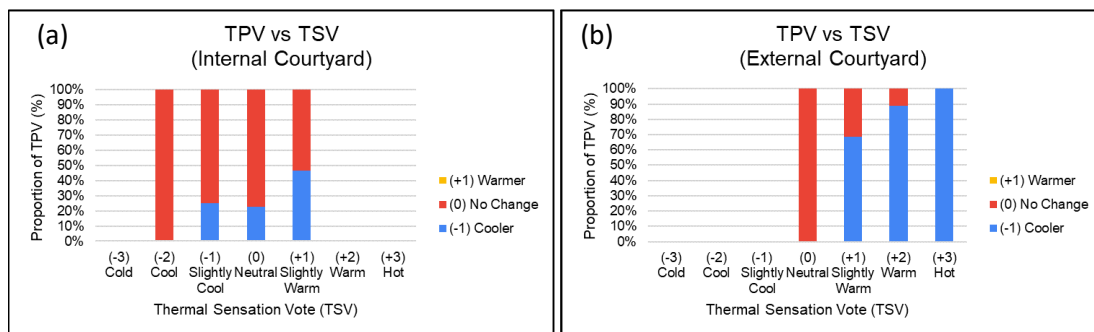 (a)
TPV vs TSV
(Internal Courtyard)
Proportion of TPV (%)
100%
90%
80%
70%
60%
50%
40%
30%
20%
10%
0%
(-3) (-2) (-1) (0) (+1) (+2) (+3)
Cold Cool Slightly Neutral Slightly Warm Hot
Cool Warm
Thermal Sensation Vote (TSV)
(+1) Warmer
(0) No Change
(-1) Cooler
(b)
TPV vs TSV
(External Courtyard)
Proportion of TPV (%)
100%
90%
80%
70%
60%
50%
40%
30%
20%
10%
0%
(-3) (-2) (-1) (0) (+1) (+2) (+3)
Cold Cool Slightly Neutral Slightly Warm Hot
Cool Warm
Thermal Sensation Vote (TSV)
(+1) Warmer
(0) No Change
(-1) Cooler